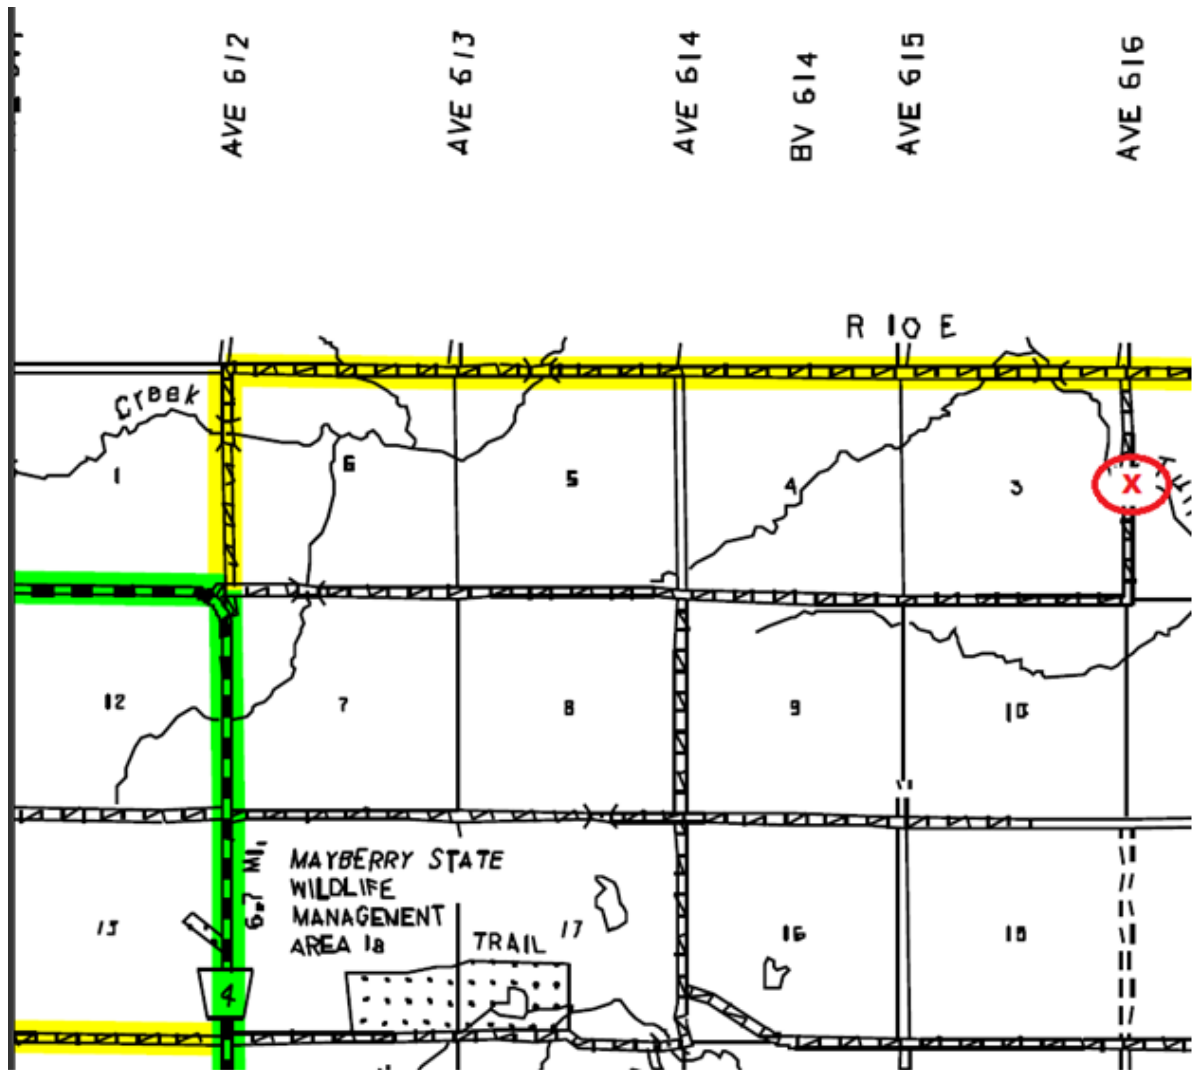 AVE 612
AVE 613
AVE 614
BV 614
AVE 615
AVE 616
R 10 E
Creek
1
6
5
4
3
X
12
7
8
9
10
6.7 MI.
MAYBERRY STATE
WILDLIFE
MANAGEMENT
AREA 1a
TRAIL
13
17
16
15
4